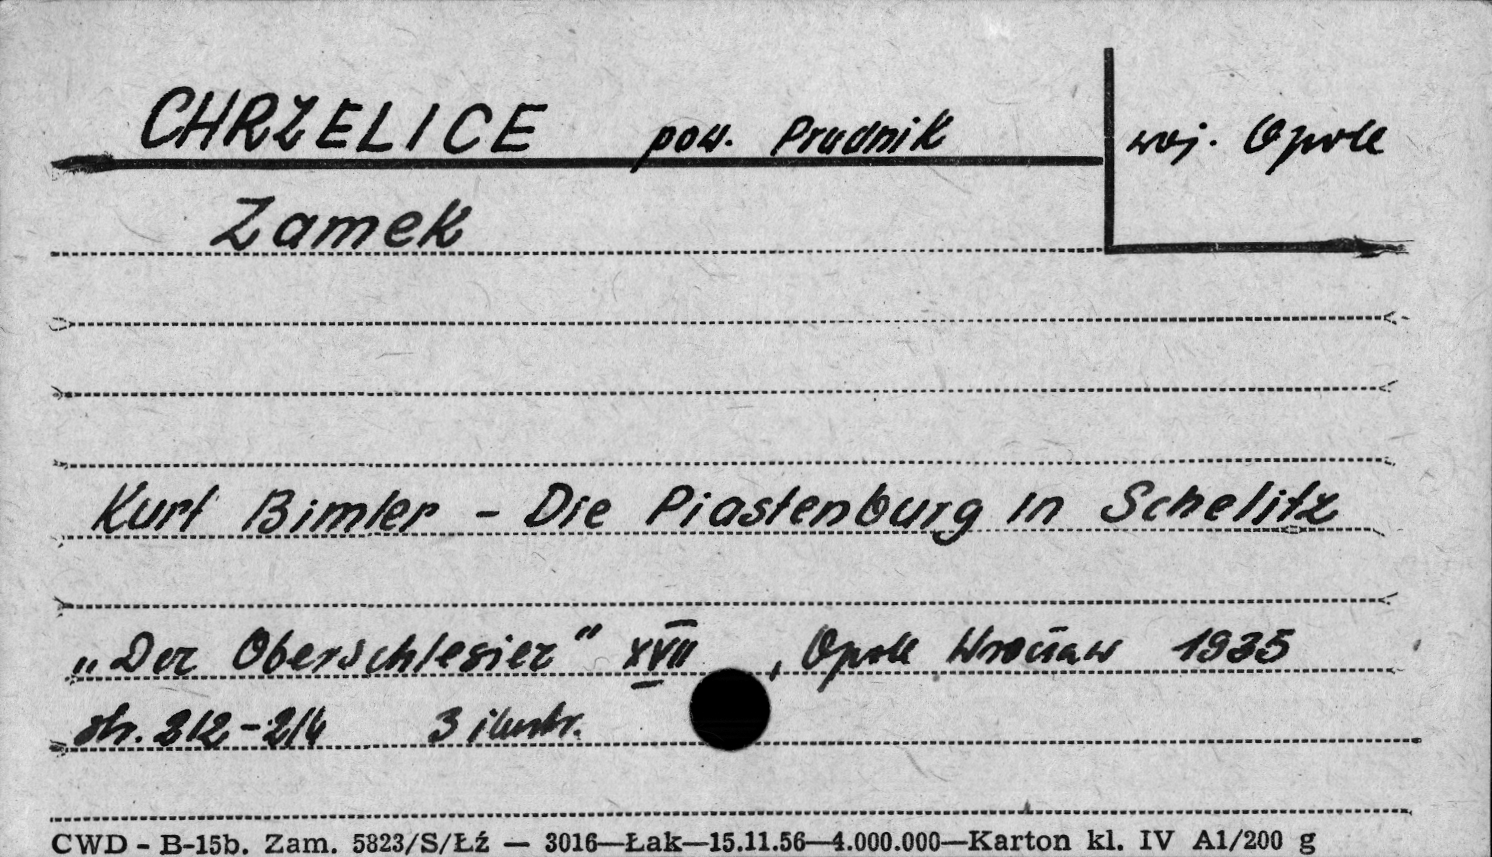 CHRZELICE pow. Prudnik woj. Opole
Zamek
Kurt Bimler - Die Piastenburg in Schelitz
„Der Oberschlesier" XVII, Opole Wrocław 1935
str. 212-214 3 ilustr.
CWD - B-15b. Zam. 5823/S/Łź — 3016—Łak—15.11.56—4.000.000—Karton kl. IV A1/200 g